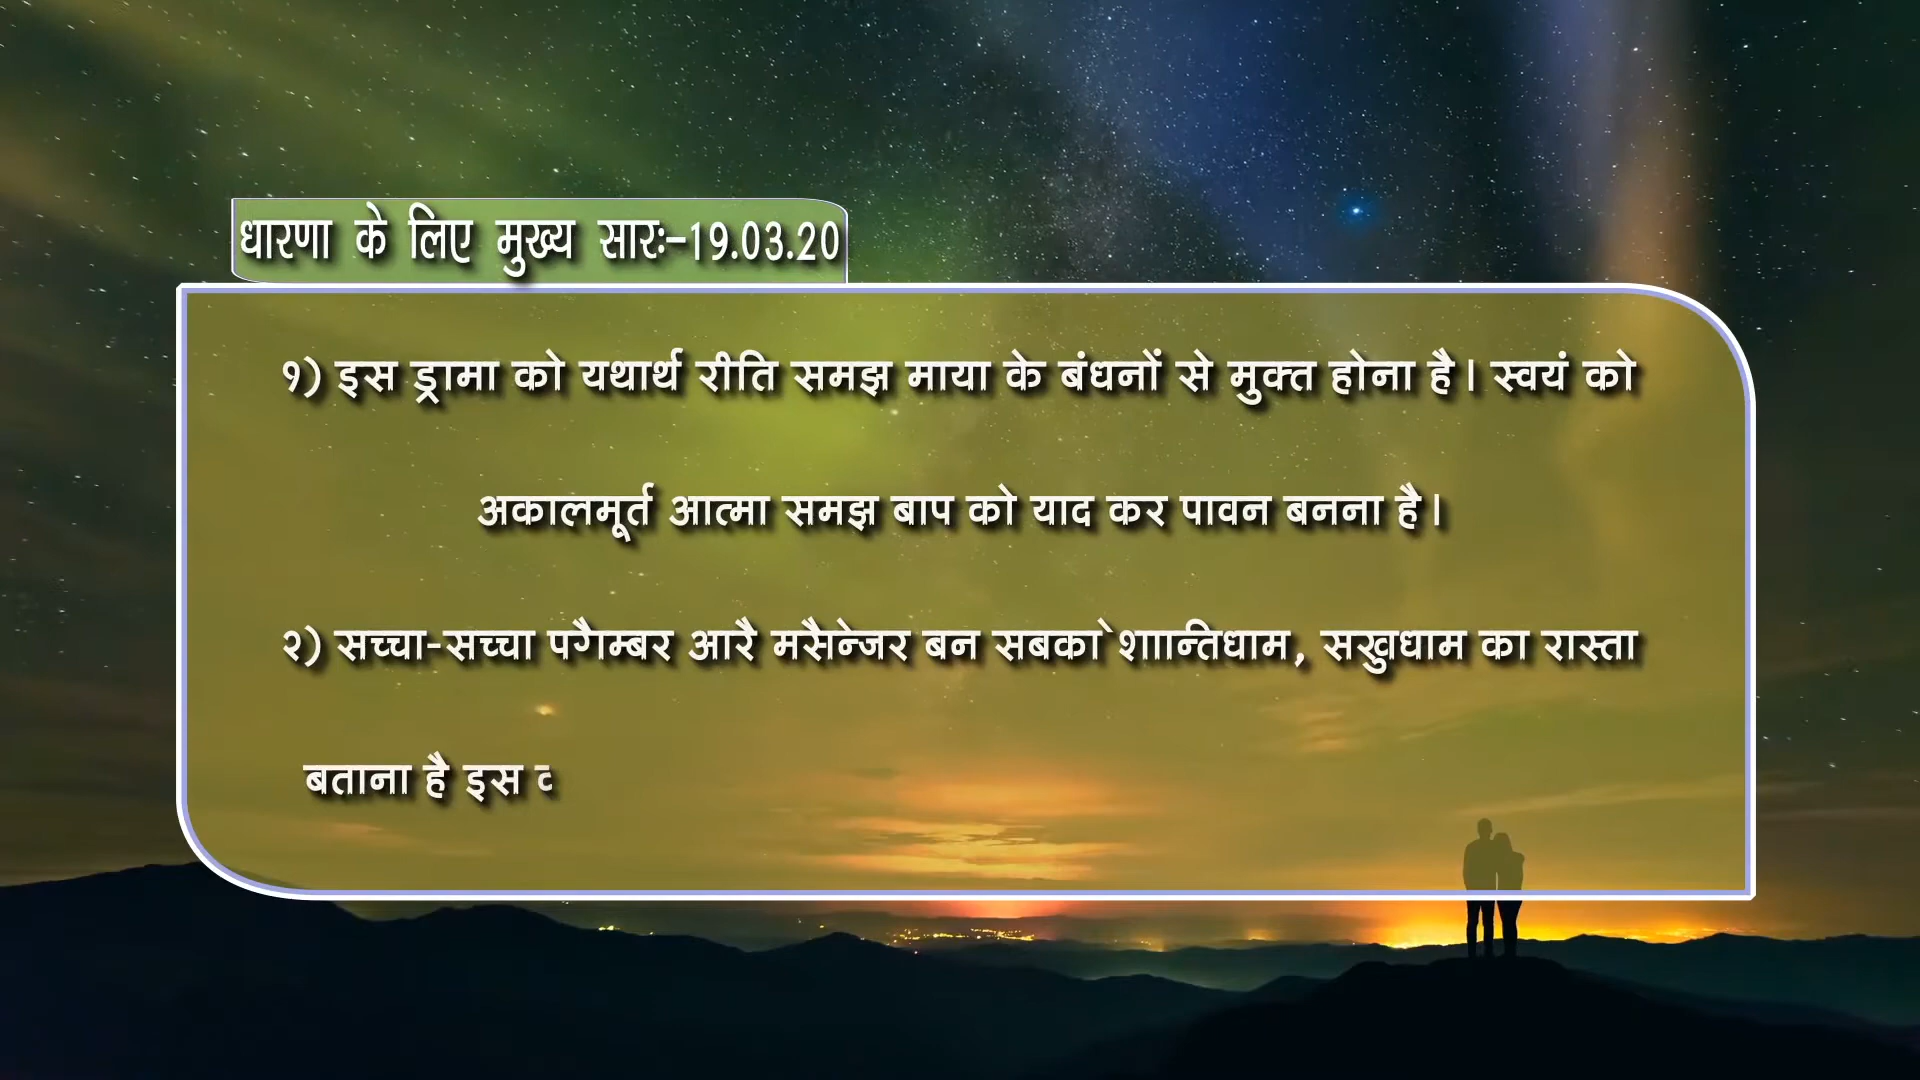 धारणा के लिए मुख्य सारः-19.03.20
१) इस ड्रामा को यथार्थ रीति समझ माया के बंधनों से मुक्त होना है। स्वयं को
अकालमूर्त आत्मा समझ बाप को याद कर पावन बनना है।
२) सच्चा-सच्चा पगैम्बर आरै मसैन्जर बन सबकाे शाान्तिधाम, सखुधाम का रास्ता
बताना है इस